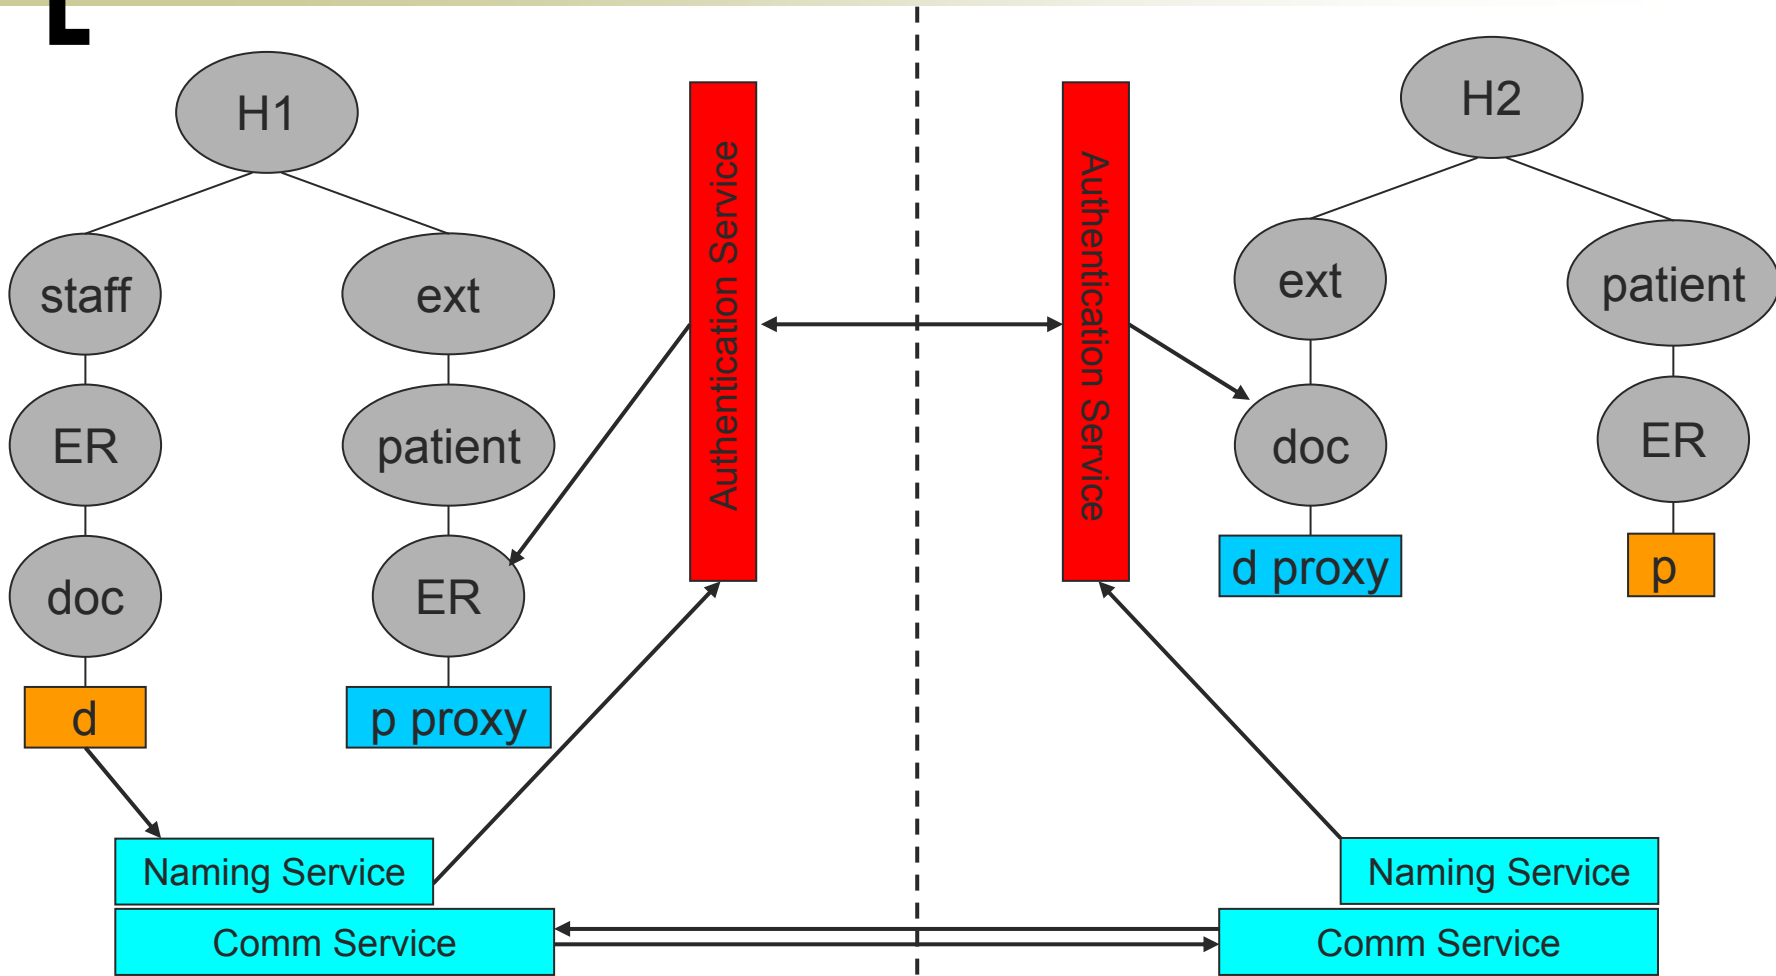 H1
staff
ext
ER
patient
doc
ER
d
p proxy
Naming Service
Comm Service
Authentication Service
Authentication Service
H2
ext
patient
doc
ER
d proxy
p
Naming Service
Comm Service